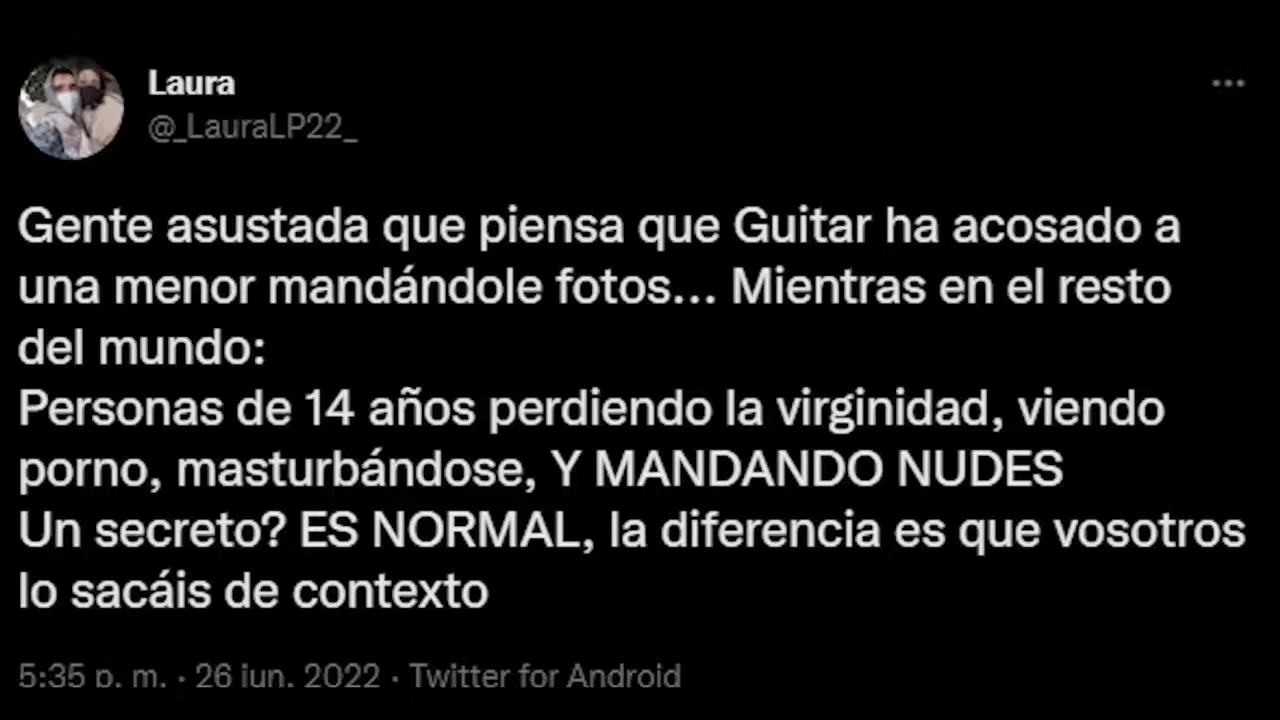 Laura
@_LauraLP22_
Gente asustada que piensa que Guitar ha acosado a
una menor mandándole fotos... Mientras en el resto
del mundo:
Personas de 14 años perdiendo la virginidad, viendo
porno, masturbándose, Y MANDANDO NUDES
Un secreto? ES NORMAL, la diferencia es que vosotros
lo sacáis de contexto
5:35 p. m. · 26 jun. 2022 · Twitter for Android